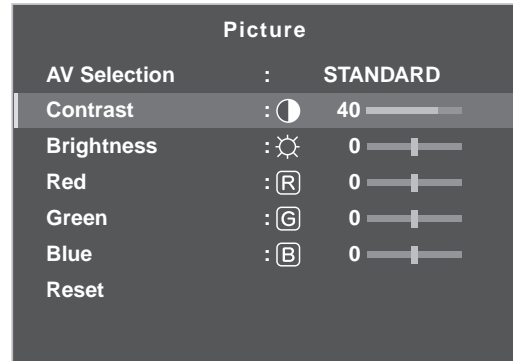 Picture
AV Selection : STANDARD
Contrast : 40
Brightness : 0
Red : R 0
Green : G 0
Blue : B 0
Reset